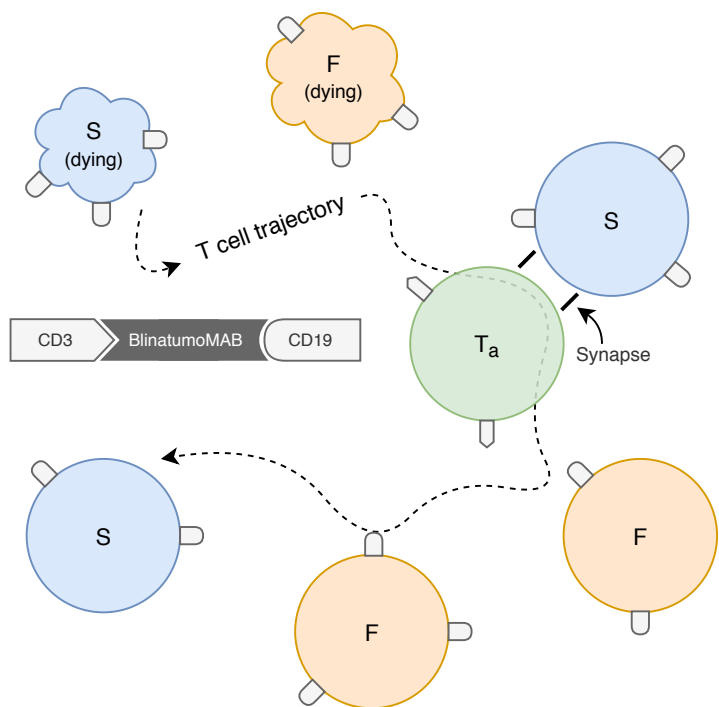 F
(dying)
S
(dying)
T cell trajectory
S
CD3
BlinatumoMAB
CD19
Ta
Synapse
S
F
F